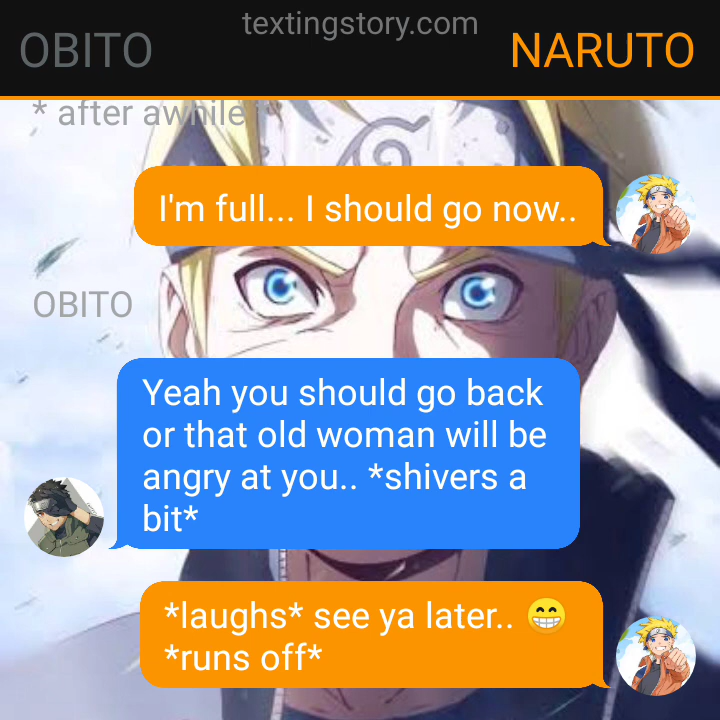 textingstory.com
OBITO
NARUTO
* after awhile *
I'm full... I should go now..
OBITO
Yeah you should go back
or that old woman will be
angry at you.. *shivers a
bit*
*laughs* see ya later.. 😁
*runs off*